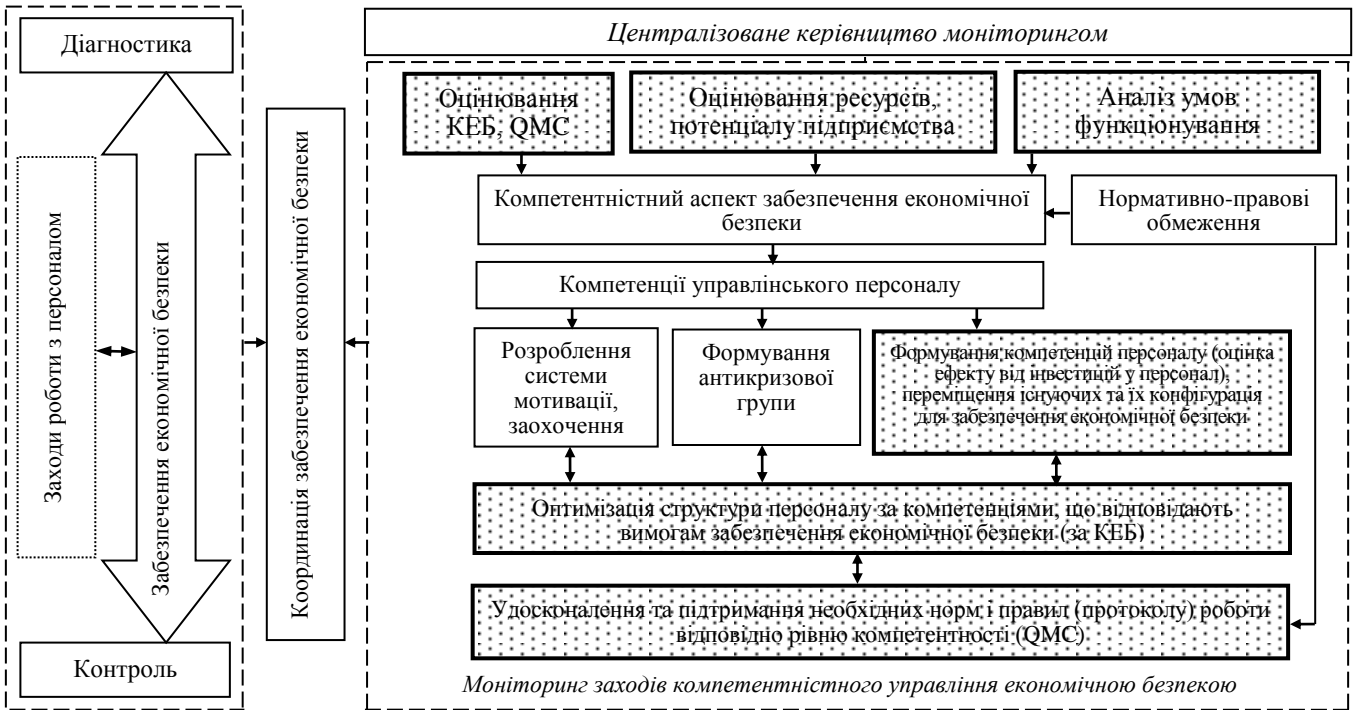 Діагностика
Заходи роботи з персоналом
Забезпечення економічної безпеки
Контроль
Координація забезпечення економічної безпеки
Централізоване керівництво моніторингом
Оцінювання
КЕБ, QMC
Оцінювання ресурсів,
потенціалу підприємства
Аналіз умов
функціонування
Компетентністний аспект забезпечення економічної
безпеки
Нормативно-правові
обмеження
Компетенції управлінського персоналу
Розроблення
системи
мотивації,
заохочення
Формування
антикризової
групи
Формування компетенцій персоналу (оцінка
ефекту від інвестицій у персонал),
переміщення існуючих та їх конфігурація
для забезпечення економічної безпеки
Оптимізація структури персоналу за компетенціями, що відповідають
вимогам забезпечення економічної безпеки (за КЕБ)
Удосконалення та підтримання необхідних норм і правил (протоколу) роботи
відповідно рівню компетентності (QMC)
Моніторинг заходів компетентністного управління економічною безпекою